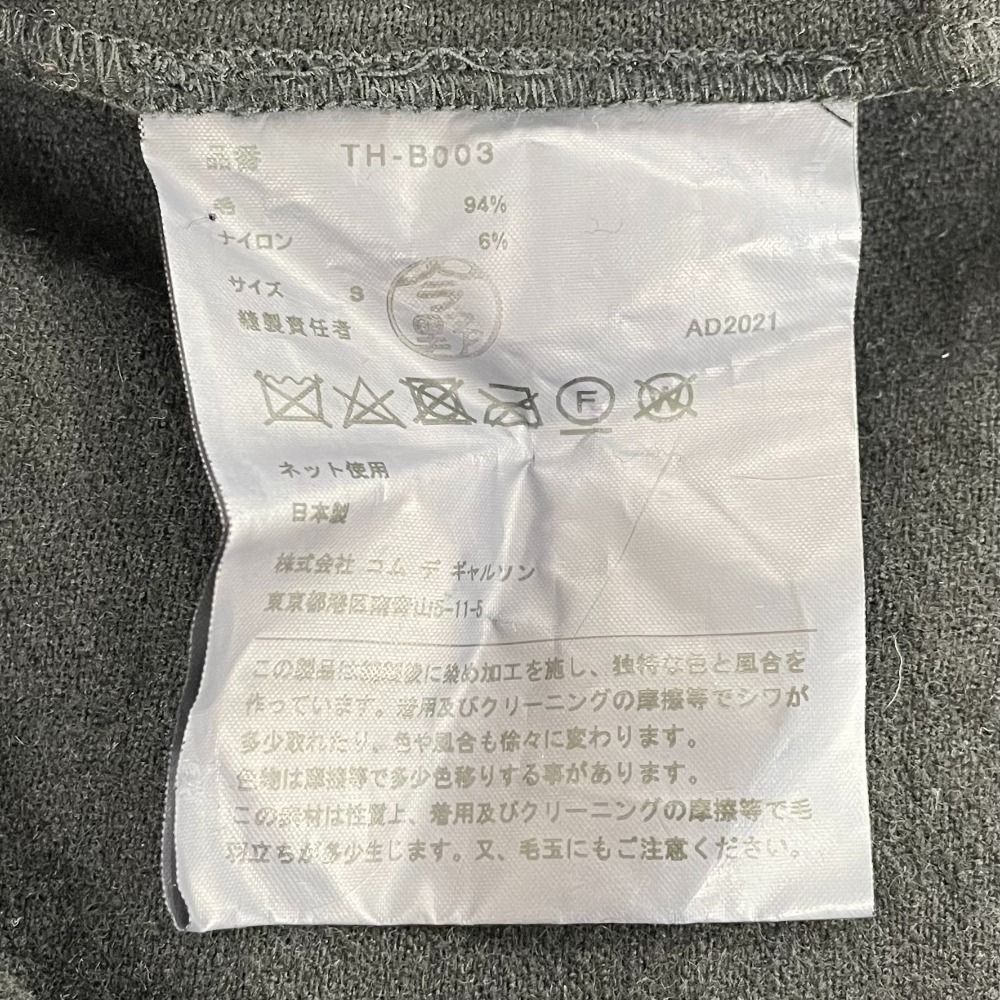 品番 TH-B003
毛 94%
ナイロン 6%
サイズ S
縫製責任者 今里 AD2021
F W
ネット使用
日本製
株式会社 コム デ ギャルソン
東京都港区南青山5-11-5
この製品は縫製後に染め加工を施し、独特な色と風合を
作っています。着用及びクリーニングの摩擦等でシワが
多少取れたり、色や風合も徐々に変わります。
色物は摩擦等で多少色移りする事があります。
この素材は性質上、着用及びクリーニングの摩擦等で毛
羽立ちが多少生じます。又、毛玉にもご注意ください。